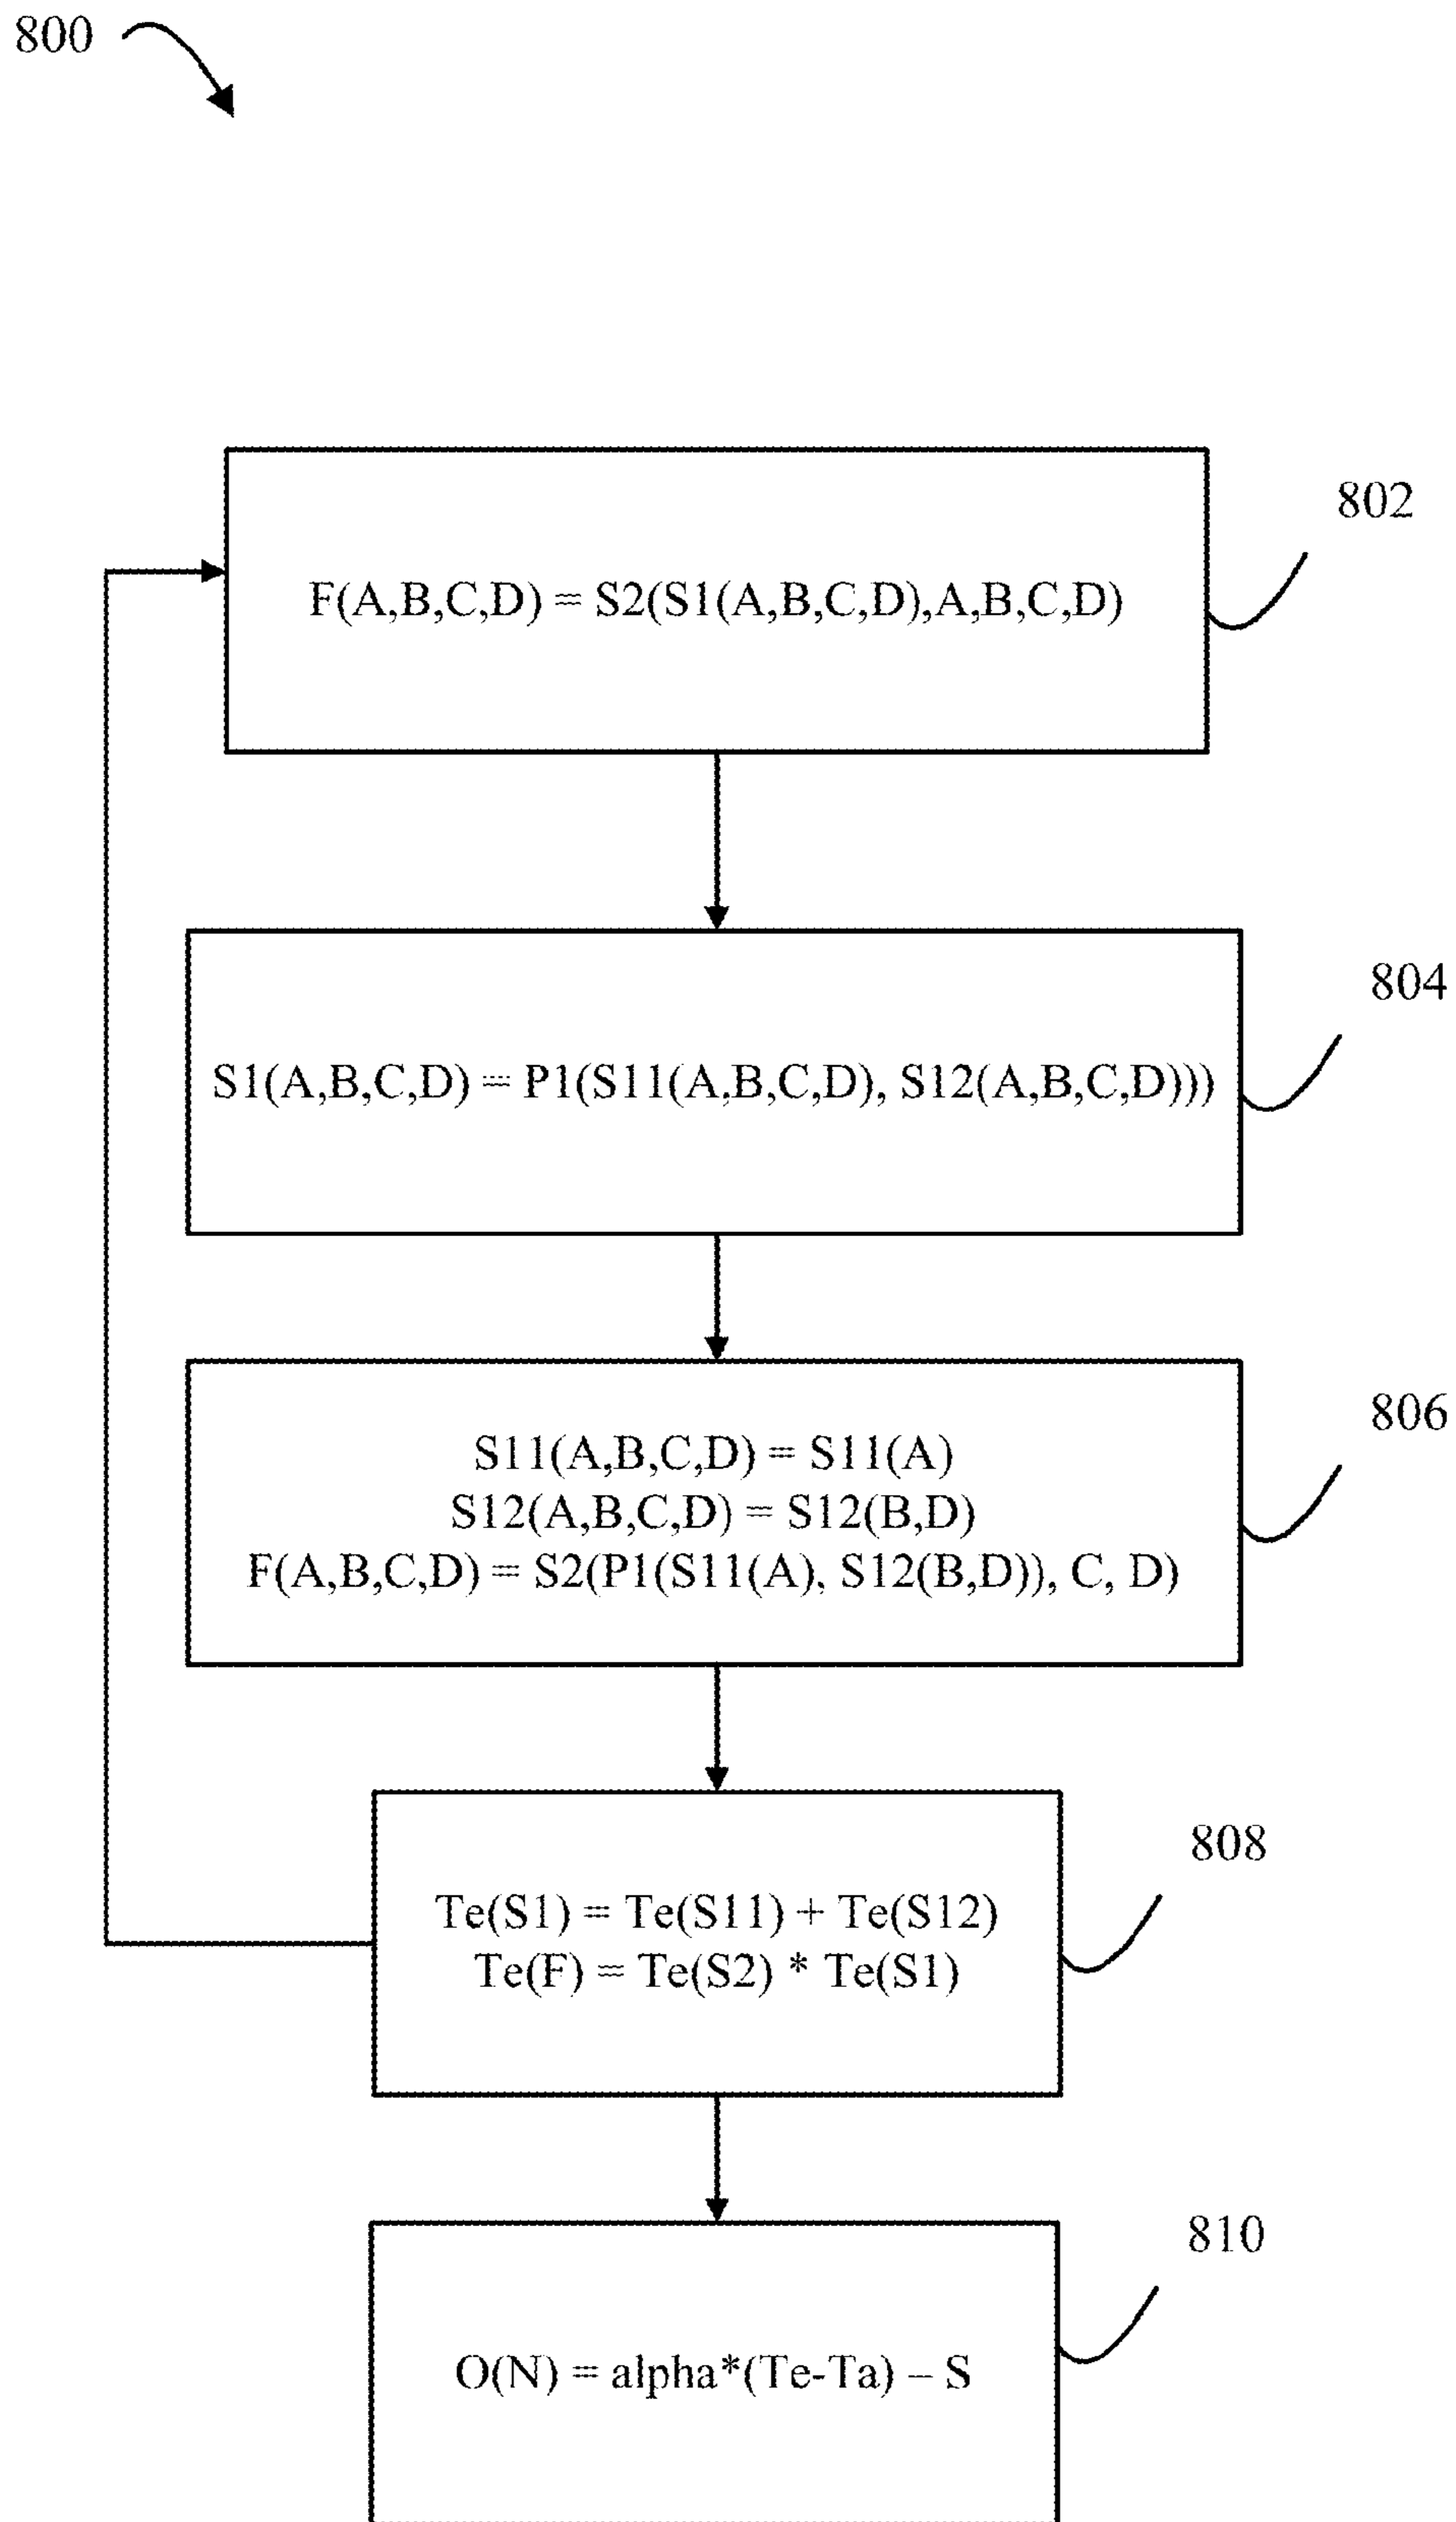 800
802
F(A,B,C,D) = S2(S1(A,B,C,D),A,B,C,D)
804
S1(A,B,C,D) = P1(S11(A,B,C,D), S12(A,B,C,D)))
806
S11(A,B,C,D) = S11(A)
S12(A,B,C,D) = S12(B,D)
F(A,B,C,D) = S2(P1(S11(A), S12(B,D)), C, D)
808
Te(S1) = Te(S11) + Te(S12)
Te(F) = Te(S2) * Te(S1)
810
O(N) = alpha*(Te-Ta) – S